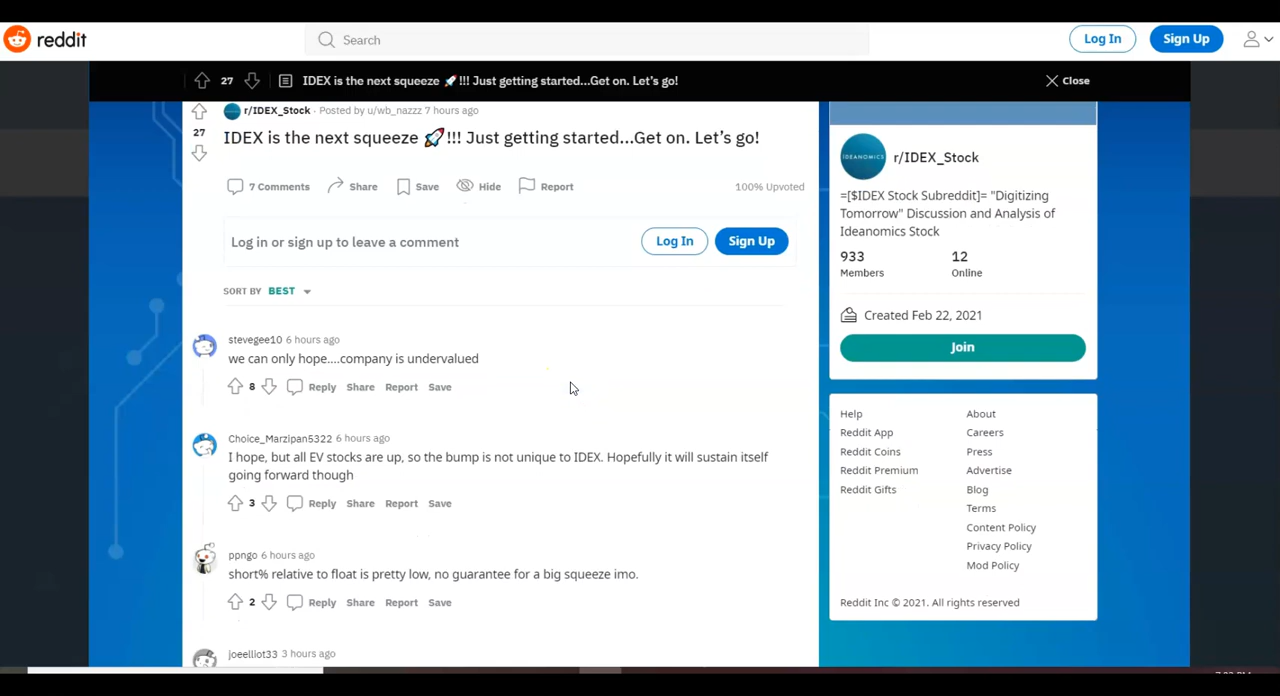 reddit
Search
Log In
Sign Up
27
IDEX is the next squeeze 🚀!!! Just getting started...Get on. Let's go!
Close
r/IDEX_Stock · Posted by u/wb_nazzz 7 hours ago
27
IDEX is the next squeeze 🚀!!! Just getting started...Get on. Let's go!
7 Comments
Share
Save
Hide
Report
100% Upvoted
Log in or sign up to leave a comment
Log In
Sign Up
SORT BY BEST
stevegee10 6 hours ago
we can only hope....company is undervalued
8
Reply
Share
Report
Save
Choice_Marzipan5322 6 hours ago
I hope, but all EV stocks are up, so the bump is not unique to IDEX. Hopefully it will sustain itself
going forward though
3
Reply
Share
Report
Save
ppngo 6 hours ago
short% relative to float is pretty low, no guarantee for a big squeeze imo.
2
Reply
Share
Report
Save
joeelliot33 3 hours ago
IDEANOMICS
r/IDEX_Stock
=[$IDEX Stock Subreddit]= "Digitizing
Tomorrow" Discussion and Analysis of
Ideanomics Stock
933
Members
12
Online
Created Feb 22, 2021
Join
Help
About
Reddit App
Careers
Reddit Coins
Press
Reddit Premium
Advertise
Reddit Gifts
Blog
Terms
Content Policy
Privacy Policy
Mod Policy
Reddit Inc © 2021. All rights reserved